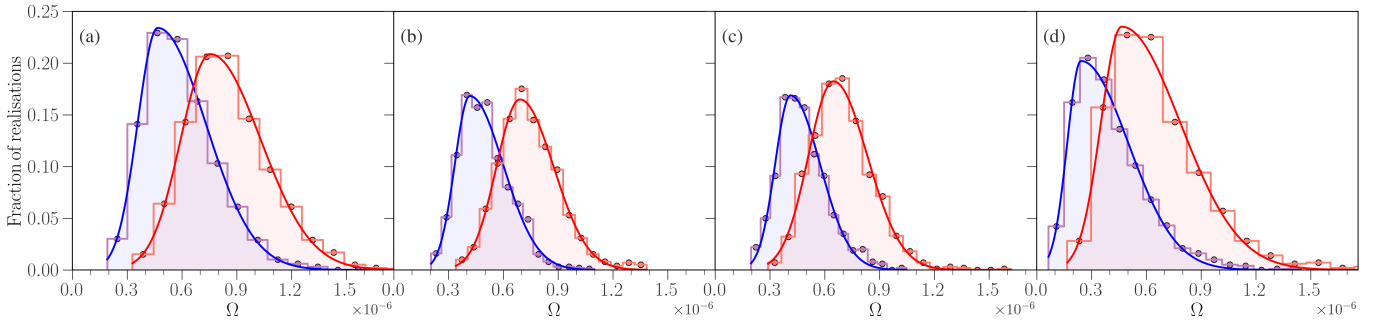 Fraction of realisations
0.25
0.20
0.15
0.10
0.05
0.00
(a) (b) (c) (d)
0.0 0.3 0.6 0.9 1.2 1.5 0.3 0.6 0.9 1.2 1.5 0.0 0.3 0.6 0.9 1.2 1.5 0.0 0.3 0.6 0.9 1.2 1.5
Ω ×10⁻⁶ Ω ×10⁻⁶ Ω ×10⁻⁶ Ω ×10⁻⁶